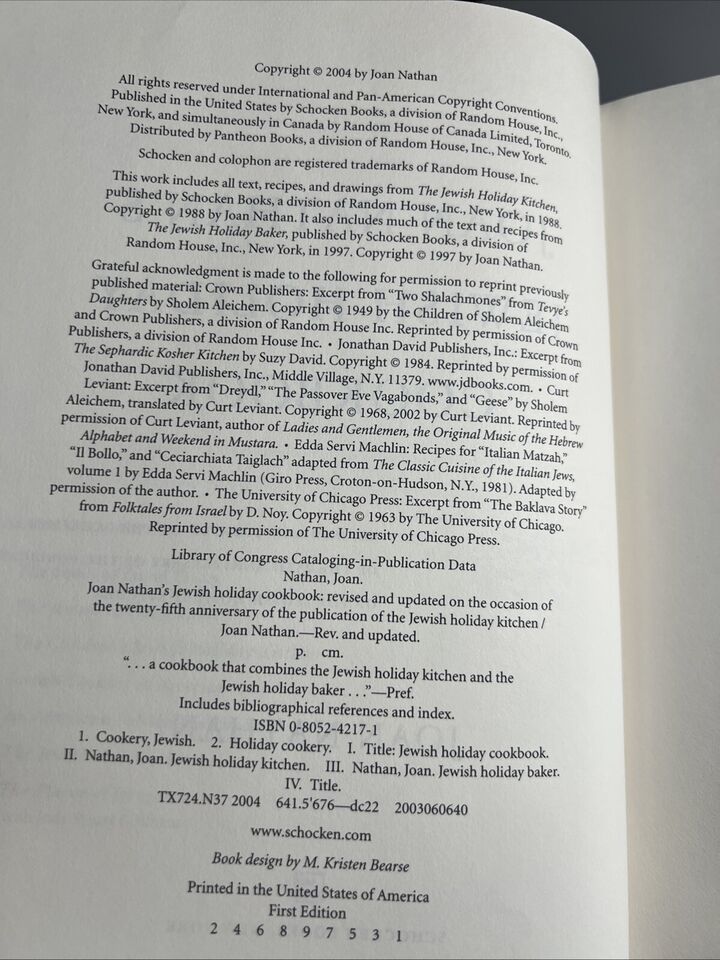 Copyright © 2004 by Joan Nathan
All rights reserved under International and Pan-American Copyright Conventions.
Published in the United States by Schocken Books, a division of Random House, Inc.,
New York, and simultaneously in Canada by Random House of Canada Limited, Toronto.
Distributed by Pantheon Books, a division of Random House, Inc., New York.
Schocken and colophon are registered trademarks of Random House, Inc.
This work includes all text, recipes, and drawings from The Jewish Holiday Kitchen,
published by Schocken Books, a division of Random House, Inc., New York, in 1988.
Copyright © 1988 by Joan Nathan. It also includes much of the text and recipes from
The Jewish Holiday Baker, published by Schocken Books, a division of
Random House, Inc., New York, in 1997. Copyright © 1997 by Joan Nathan.
Grateful acknowledgment is made to the following for permission to reprint previously
published material: Crown Publishers: Excerpt from “Two Shalachmones” from Tevye's
Daughters by Sholem Aleichem. Copyright © 1949 by the Children of Sholem Aleichem
and Crown Publishers, a division of Random House Inc. Reprinted by permission of Crown
Publishers, a division of Random House Inc. • Jonathan David Publishers, Inc.: Excerpt from
The Sephardic Kosher Kitchen by Suzy David. Copyright © 1984. Reprinted by permission of
Jonathan David Publishers, Inc., Middle Village, N.Y. 11379. www.jdbooks.com. • Curt
Leviant: Excerpt from “Dreydl,” “The Passover Eve Vagabonds,” and “Geese” by Sholem
Aleichem, translated by Curt Leviant. Copyright © 1968, 2002 by Curt Leviant. Reprinted by
permission of Curt Leviant, author of Ladies and Gentlemen, the Original Music of the Hebrew
Alphabet and Weekend in Mustara. • Edda Servi Machlin: Recipes for “Italian Matzah,”
“Il Bollo,” and “Ceciarchiata Taiglach” adapted from The Classic Cuisine of the Italian Jews,
volume 1 by Edda Servi Machlin (Giro Press, Croton-on-Hudson, N.Y., 1981). Adapted by
permission of the author. • The University of Chicago Press: Excerpt from “The Baklava Story”
from Folktales from Israel by D. Noy. Copyright © 1963 by The University of Chicago.
Reprinted by permission of The University of Chicago Press.
Library of Congress Cataloging-in-Publication Data
Nathan, Joan.
Joan Nathan's Jewish holiday cookbook: revised and updated on the occasion of
the twenty-fifth anniversary of the publication of the Jewish holiday kitchen /
Joan Nathan.—Rev. and updated.
p. cm.
“. . . a cookbook that combines the Jewish holiday kitchen and the
Jewish holiday baker . . .”—Pref.
Includes bibliographical references and index.
ISBN 0-8052-4217-1
1. Cookery, Jewish. 2. Holiday cookery. I. Title: Jewish holiday cookbook.
II. Nathan, Joan. Jewish holiday kitchen. III. Nathan, Joan. Jewish holiday baker.
IV. Title.
TX724.N37 2004 641.5'676—dc22 2003060640
www.schocken.com
Book design by M. Kristen Bearse
Printed in the United States of America
First Edition
2 4 6 8 9 7 5 3 1